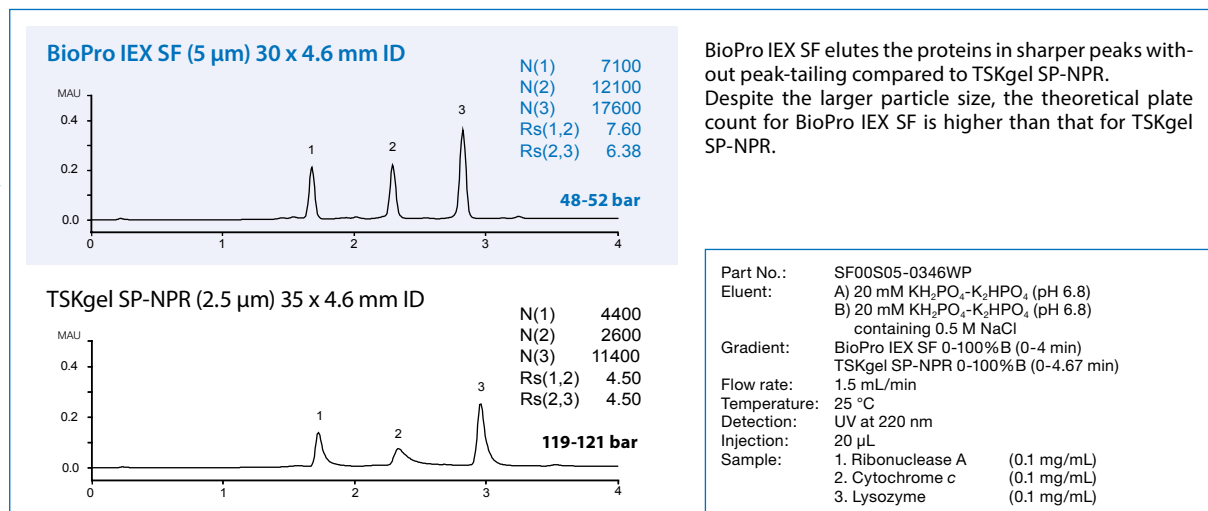 BioPro IEX SF (5 µm) 30 x 4.6 mm ID
N(1) 7100
N(2) 12100
N(3) 17600
Rs(1,2) 7.60
Rs(2,3) 6.38
48-52 bar
MAU
0.4
0.2
0.0
1
2
3
0 1 2 3 4
TSKgel SP-NPR (2.5 µm) 35 x 4.6 mm ID
N(1) 4400
N(2) 2600
N(3) 11400
Rs(1,2) 4.50
Rs(2,3) 4.50
119-121 bar
MAU
0.4
0.2
0.0
1
2
3
0 1 2 3 4
BioPro IEX SF elutes the proteins in sharper peaks with-
out peak-tailing compared to TSKgel SP-NPR.
Despite the larger particle size, the theoretical plate
count for BioPro IEX SF is higher than that for TSKgel
SP-NPR.
Part No.: SF00S05-0346WP
Eluent: A) 20 mM KH₂PO₄-K₂HPO₄ (pH 6.8)
B) 20 mM KH₂PO₄-K₂HPO₄ (pH 6.8)
containing 0.5 M NaCl
Gradient: BioPro IEX SF 0-100%B (0-4 min)
TSKgel SP-NPR 0-100%B (0-4.67 min)
Flow rate: 1.5 mL/min
Temperature: 25 °C
Detection: UV at 220 nm
Injection: 20 µL
Sample: 1. Ribonuclease A (0.1 mg/mL)
2. Cytochrome c (0.1 mg/mL)
3. Lysozyme (0.1 mg/mL)